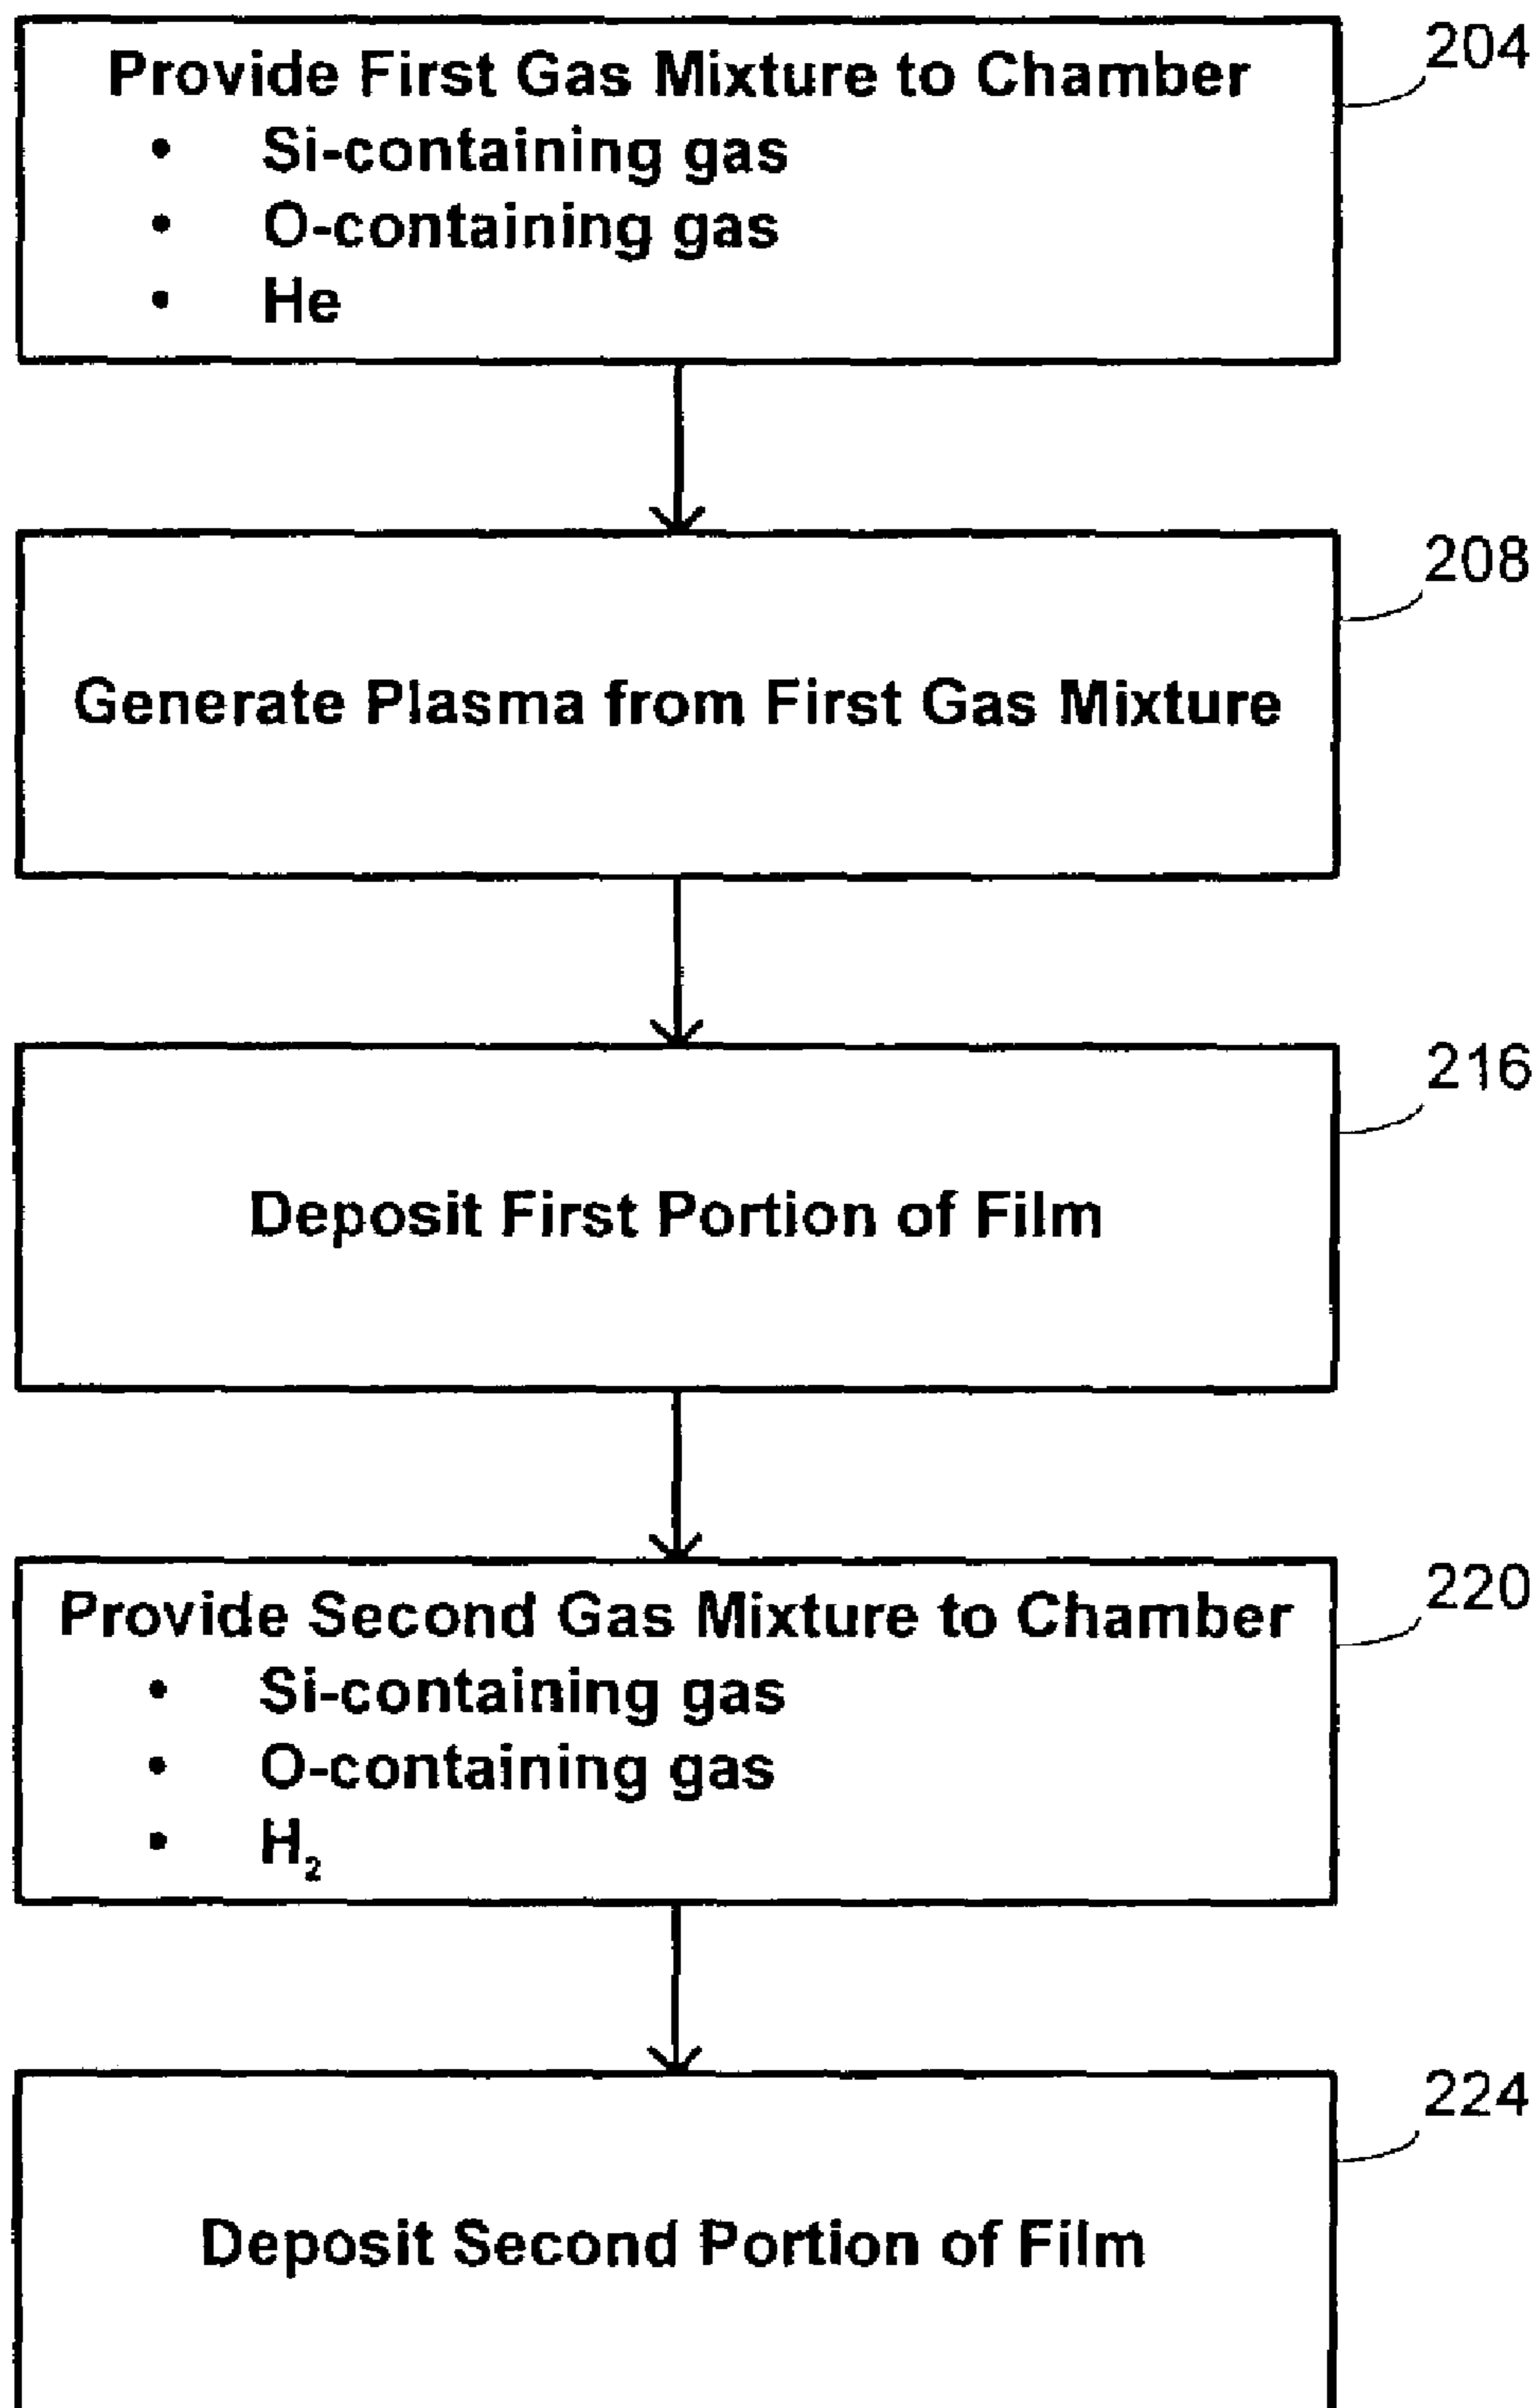 204
Provide First Gas Mixture to Chamber
• Si-containing gas
• O-containing gas
• He
208
Generate Plasma from First Gas Mixture
216
Deposit First Portion of Film
220
Provide Second Gas Mixture to Chamber
• Si-containing gas
• O-containing gas
• H₂
224
Deposit Second Portion of Film